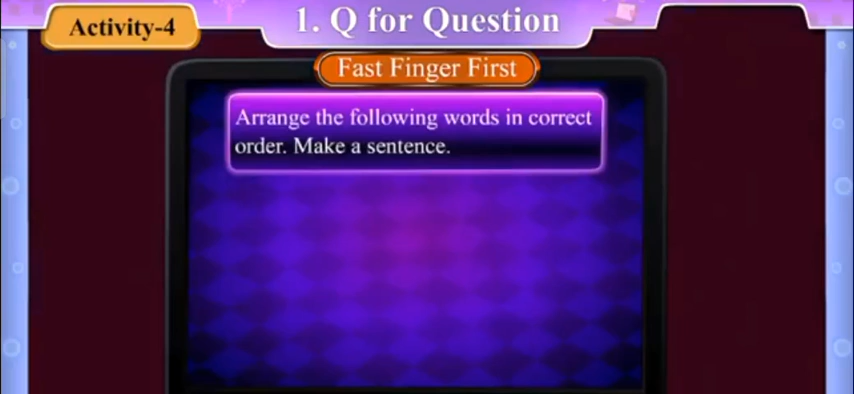 Activity-4
1. Q for Question
Fast Finger First
Arrange the following words in correct
order. Make a sentence.